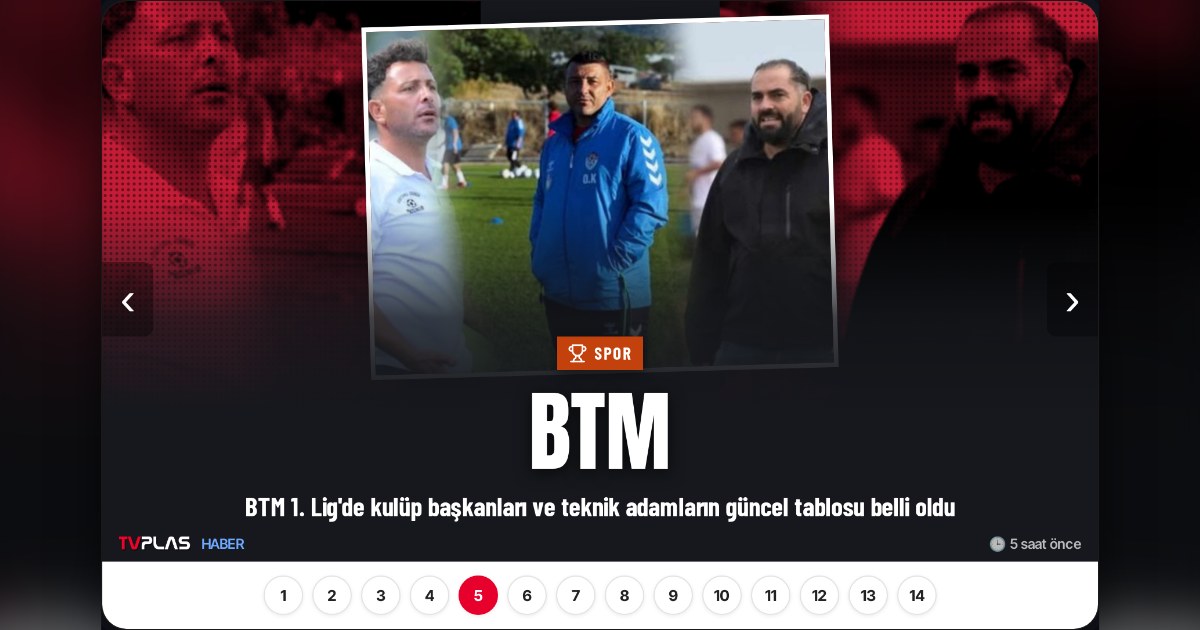 O.K
SPOR
BTM
BTM 1. Lig'de kulüp başkanları ve teknik adamların güncel tablosu belli oldu
TVPLAS HABER
5 saat önce
1 2 3 4 5 6 7 8 9 10 11 12 13 14